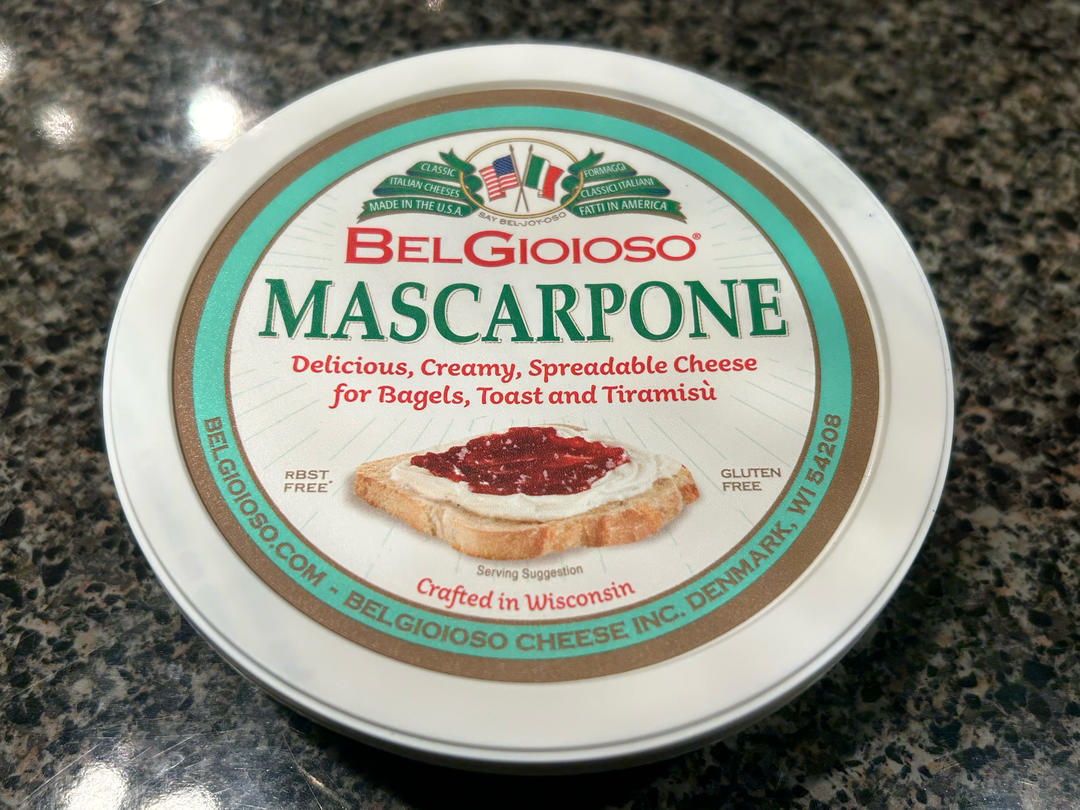 CLASSIC
ITALIAN CHEESES
MADE IN THE U.S.A.
FORMAGGI
CLASSICI ITALIANI
FATTI IN AMERICA
SAY BEL-JOY-OSO
BELGIOIOSO®
MASCARPONE
Delicious, Creamy, Spreadable Cheese
for Bagels, Toast and Tiramisù
RBST
FREE*
GLUTEN
FREE
Serving Suggestion
Crafted in Wisconsin
BELGIOIOSO.COM - BELGIOIOSO CHEESE INC. DENMARK, WI 54208